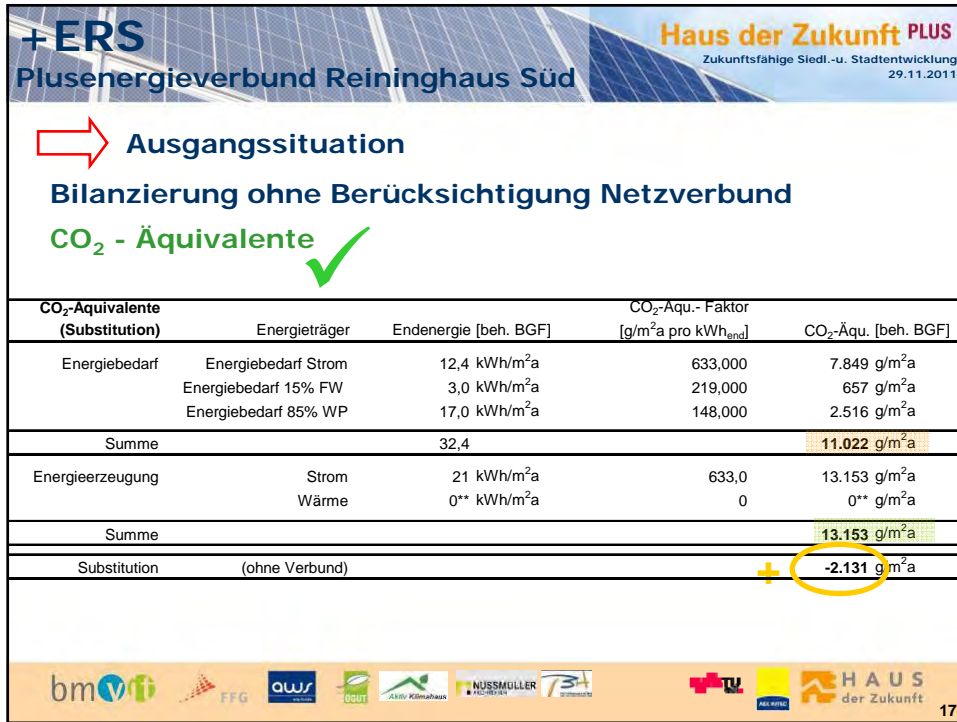 +ERS
Plusenergieverbund Reininghaus Süd
Haus der Zukunft PLUS
Zukunftsfähige Siedl.-u. Stadtentwicklung
29.11.2011
Ausgangssituation
Bilanzierung ohne Berücksichtigung Netzverbund
CO₂ - Äquivalente
CO₂-Äquivalente (Substitution) Energieträger Endenergie [beh. BGF] CO₂-Äqu.- Faktor [g/m²a pro kWh_end] CO₂-Äqu. [beh. BGF]
Energiebedarf Energiebedarf Strom 12,4 kWh/m²a 633,000 7.849 g/m²a
Energiebedarf 15% FW 3,0 kWh/m²a 219,000 657 g/m²a
Energiebedarf 85% WP 17,0 kWh/m²a 148,000 2.516 g/m²a
Summe 32,4 11.022 g/m²a
Energieerzeugung Strom 21 kWh/m²a 633,0 13.153 g/m²a
Wärme 0** kWh/m²a 0 0** g/m²a
Summe 13.153 g/m²a
Substitution (ohne Verbund) + -2.131 g/m²a
bmvit FFG aws ÖGUT Aktiv Klimahaus NUSSMÜLLER TU AEE INTEC HAUS der Zukunft
17